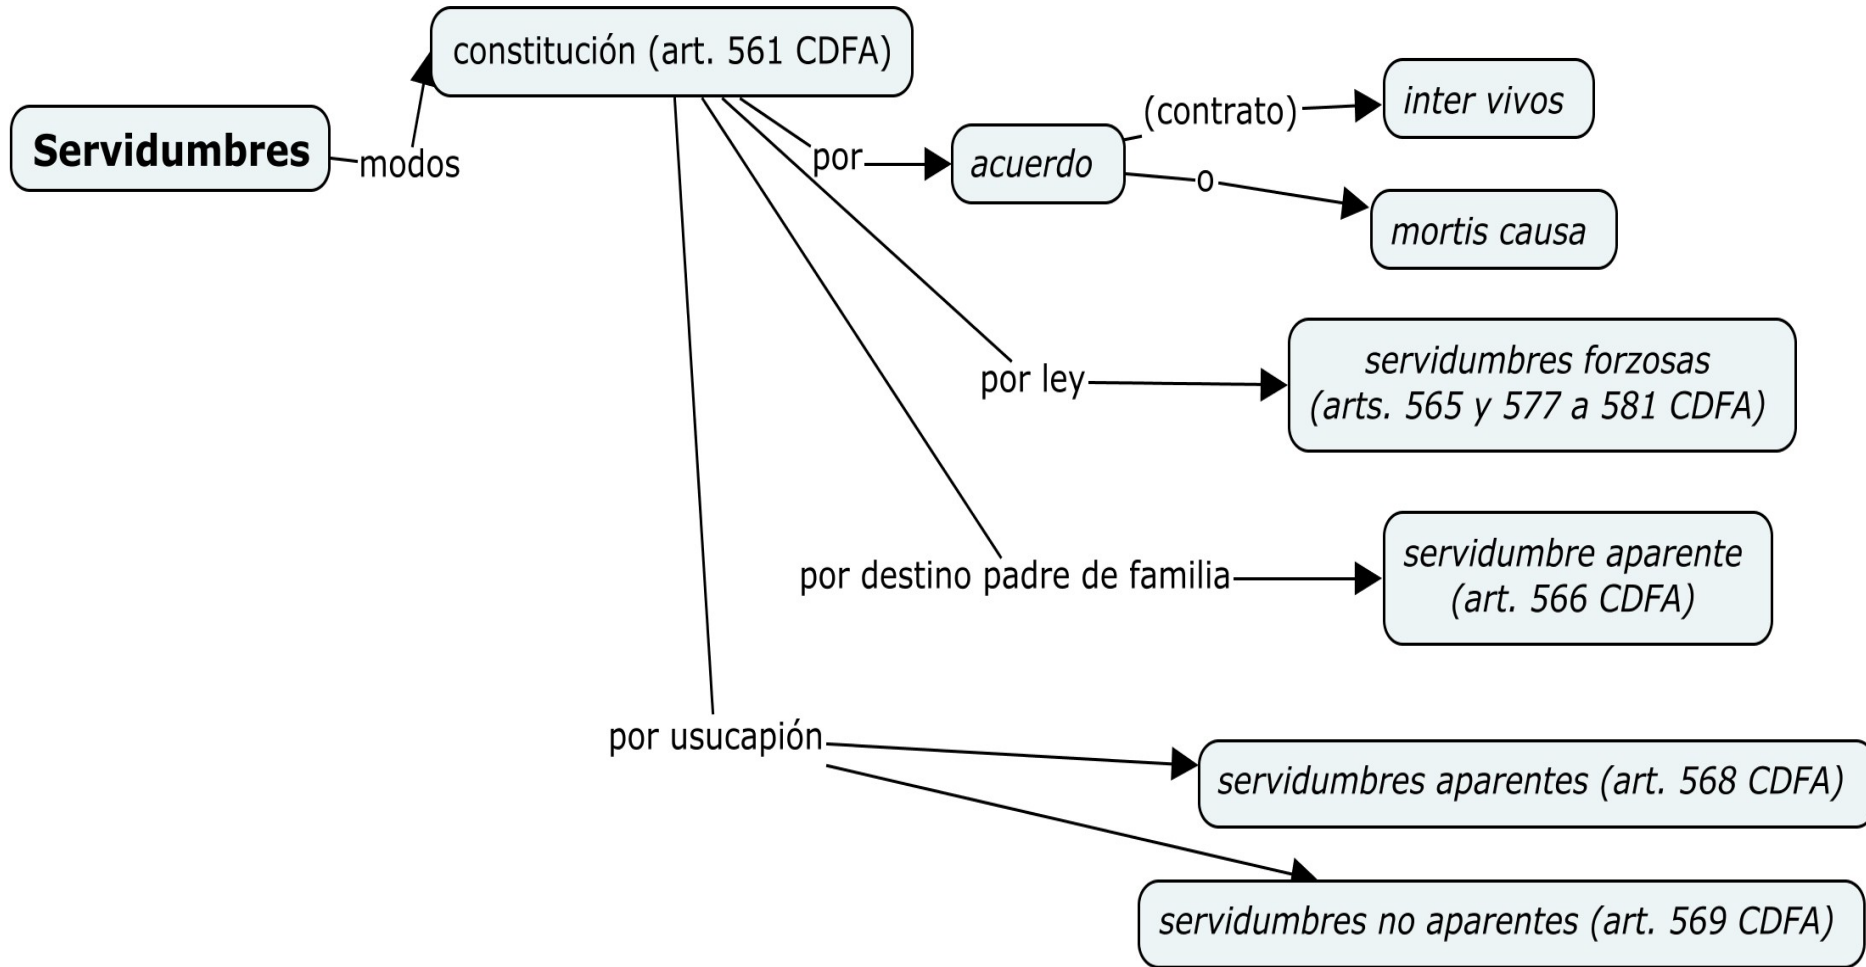 constitución (art. 561 CDFA)
Servidumbres
modos
por
acuerdo
(contrato)
inter vivos
o
mortis causa
por ley
servidumbres forzosas
(arts. 565 y 577 a 581 CDFA)
por destino padre de familia
servidumbre aparente
(art. 566 CDFA)
por usucapión
servidumbres aparentes (art. 568 CDFA)
servidumbres no aparentes (art. 569 CDFA)